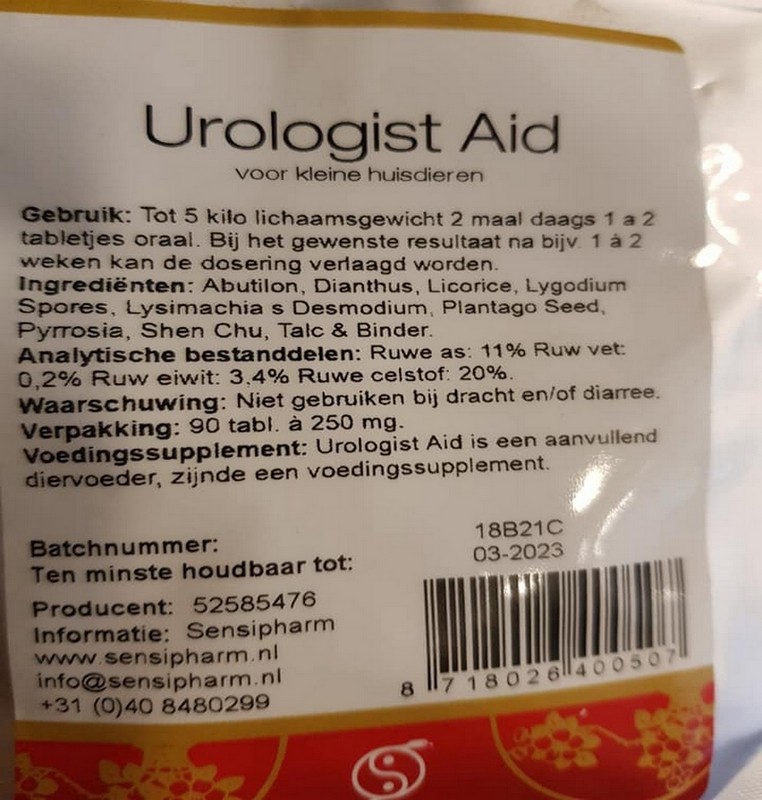 Urologist Aid
voor kleine huisdieren
Gebruik: Tot 5 kilo lichaamsgewicht 2 maal daags 1 a 2
tabletjes oraal. Bij het gewenste resultaat na bijv. 1 à 2
weken kan de dosering verlaagd worden.
Ingrediënten: Abutilon, Dianthus, Licorice, Lygodium
Spores, Lysimachia s Desmodium, Plantago Seed,
Pyrrosia, Shen Chu, Talc & Binder.
Analytische bestanddelen: Ruwe as: 11% Ruw vet:
0,2% Ruw eiwit: 3,4% Ruwe celstof: 20%.
Waarschuwing: Niet gebruiken bij dracht en/of diarree.
Verpakking: 90 tabl. à 250 mg.
Voedingssupplement: Urologist Aid is een aanvullend
diervoeder, zijnde een voedingssupplement.
Batchnummer: 18B21C
Ten minste houdbaar tot: 03-2023
Producent: 52585476
Informatie: Sensipharm
www.sensipharm.nl
info@sensipharm.nl
+31 (0)40 8480299
8 718026 400507